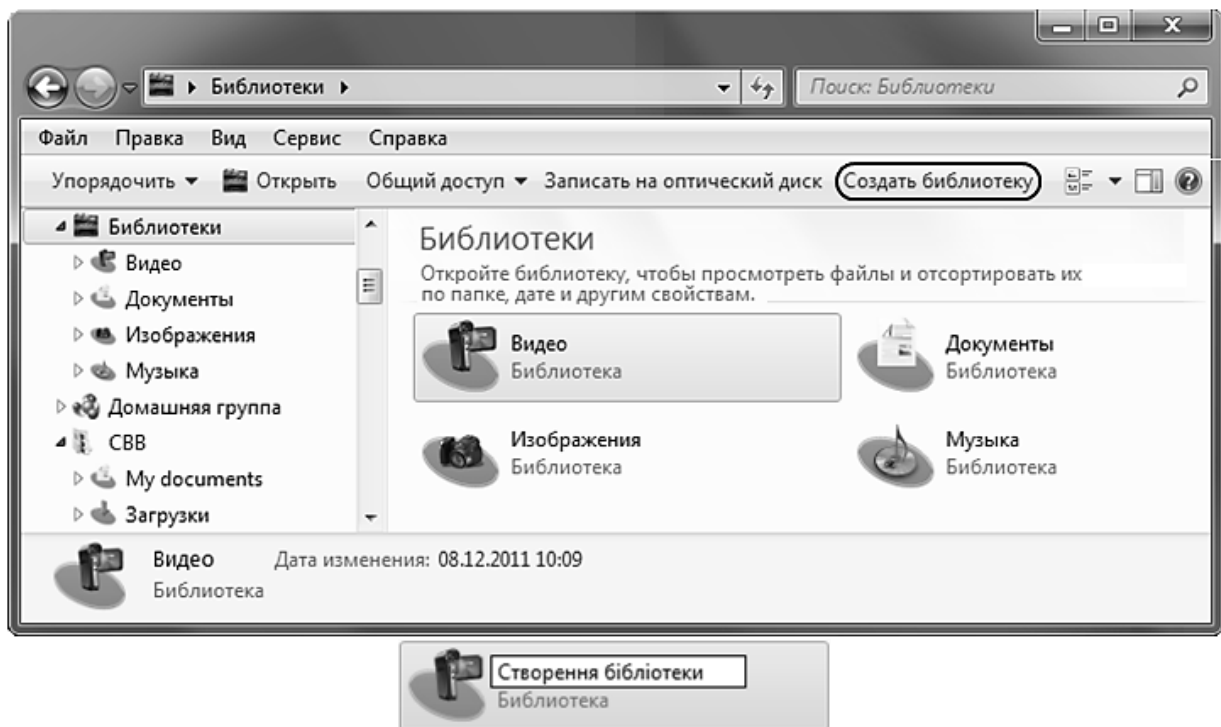 Библиотеки
Поиск: Библиотеки
Файл Правка Вид Сервис Справка
Упорядочить Открыть Общий доступ Записать на оптический диск Создать библиотеку
Библиотеки
Видео
Документы
Изображения
Музыка
Домашняя группа
СВВ
My documents
Загрузки
Библиотеки
Откройте библиотеку, чтобы просмотреть файлы и отсортировать их
по папке, дате и другим свойствам.
Видео
Библиотека
Документы
Библиотека
Изображения
Библиотека
Музыка
Библиотека
Видео Дата изменения: 08.12.2011 10:09
Библиотека
Створення бібліотеки
Библиотека